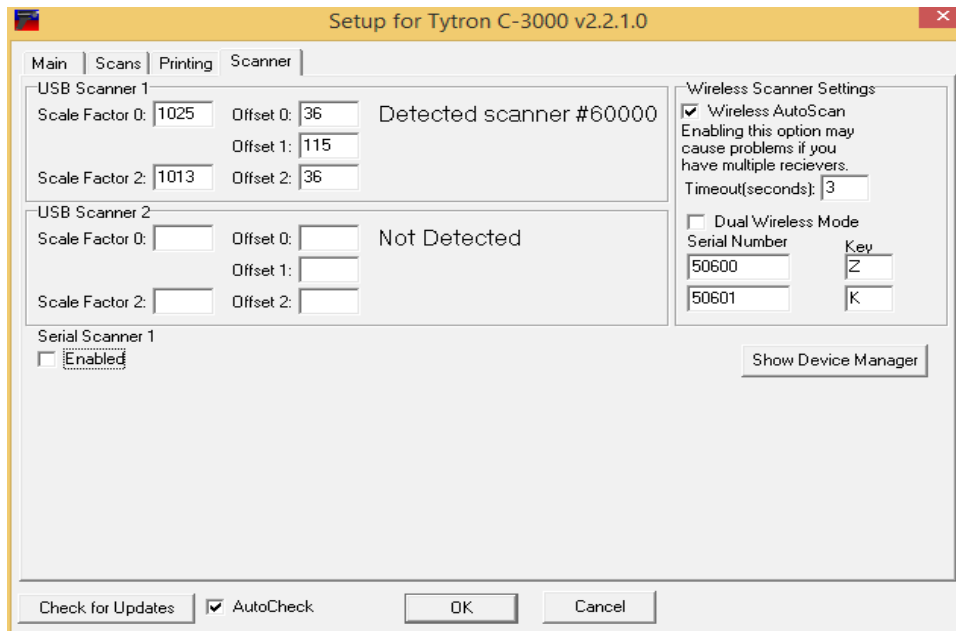 Setup for Tytron C-3000 v2.2.1.0
Main Scans Printing Scanner
USB Scanner 1
Scale Factor 0: 1025 Offset 0: 36 Detected scanner #60000
Offset 1: 115
Scale Factor 2: 1013 Offset 2: 36
USB Scanner 2
Scale Factor 0: Offset 0: Not Detected
Offset 1:
Scale Factor 2: Offset 2:
Serial Scanner 1
Enabled
Wireless Scanner Settings
Wireless AutoScan
Enabling this option may
cause problems if you
have multiple recievers.
Timeout(seconds): 3
Dual Wireless Mode
Serial Number Key
50600 Z
50601 K
Show Device Manager
Check for Updates AutoCheck OK Cancel